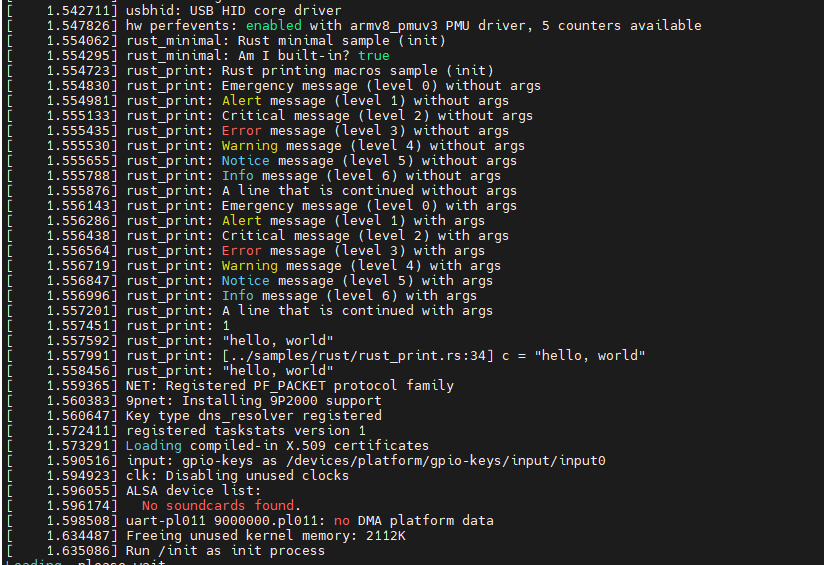 [    1.542711] usbhid: USB HID core driver
[    1.547826] hw perfevents: enabled with armv8_pmuv3 PMU driver, 5 counters available
[    1.554062] rust_minimal: Rust minimal sample (init)
[    1.554295] rust_minimal: Am I built-in? true
[    1.554723] rust_print: Rust printing macros sample (init)
[    1.554830] rust_print: Emergency message (level 0) without args
[    1.554981] rust_print: Alert message (level 1) without args
[    1.555133] rust_print: Critical message (level 2) without args
[    1.555435] rust_print: Error message (level 3) without args
[    1.555530] rust_print: Warning message (level 4) without args
[    1.555655] rust_print: Notice message (level 5) without args
[    1.555788] rust_print: Info message (level 6) without args
[    1.555876] rust_print: A line that is continued without args
[    1.556143] rust_print: Emergency message (level 0) with args
[    1.556286] rust_print: Alert message (level 1) with args
[    1.556438] rust_print: Critical message (level 2) with args
[    1.556564] rust_print: Error message (level 3) with args
[    1.556719] rust_print: Warning message (level 4) with args
[    1.556847] rust_print: Notice message (level 5) with args
[    1.556996] rust_print: Info message (level 6) with args
[    1.557201] rust_print: A line that is continued with args
[    1.557451] rust_print: 1
[    1.557592] rust_print: "hello, world"
[    1.557991] rust_print: [../samples/rust/rust_print.rs:34] c = "hello, world"
[    1.558456] rust_print: "hello, world"
[    1.559365] NET: Registered PF_PACKET protocol family
[    1.560383] 9pnet: Installing 9P2000 support
[    1.560647] Key type dns_resolver registered
[    1.572411] registered taskstats version 1
[    1.573291] Loading compiled-in X.509 certificates
[    1.590516] input: gpio-keys as /devices/platform/gpio-keys/input/input0
[    1.594923] clk: Disabling unused clocks
[    1.596055] ALSA device list:
[    1.596174]   No soundcards found.
[    1.598508] uart-pl011 9000000.pl011: no DMA platform data
[    1.634487] Freeing unused kernel memory: 2112K
[    1.635086] Run /init as init process
Loading, please wait